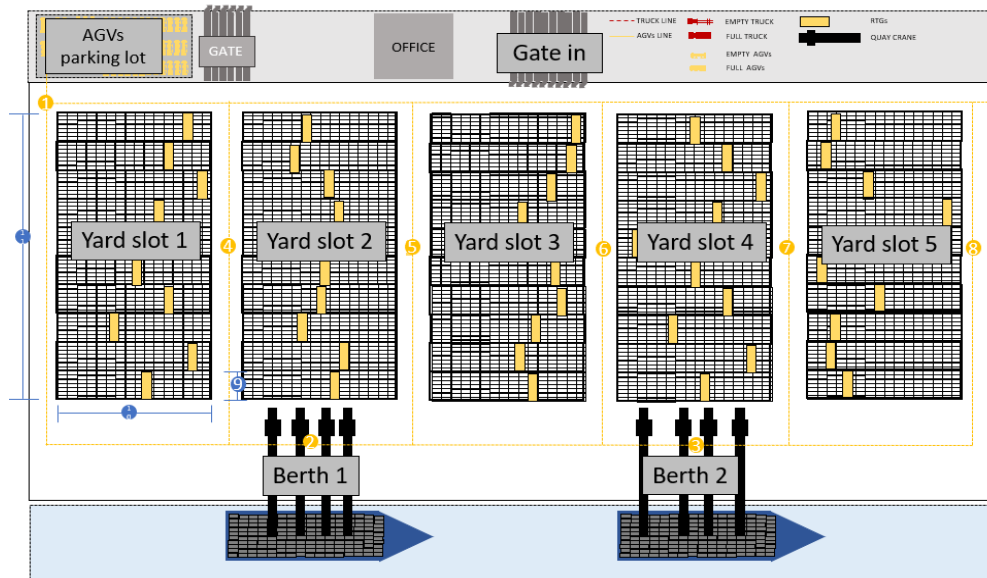 AGVs
parking lot
GATE
OFFICE
Gate in
TRUCK LINE
AGVs LINE
EMPTY TRUCK
FULL TRUCK
EMPTY AGVs
FULL AGVs
RTGs
QUAY CRANE
1
Yard slot 1
4
Yard slot 2
5
Yard slot 3
6
Yard slot 4
7
Yard slot 5
8
9
2
3
Berth 1
Berth 2